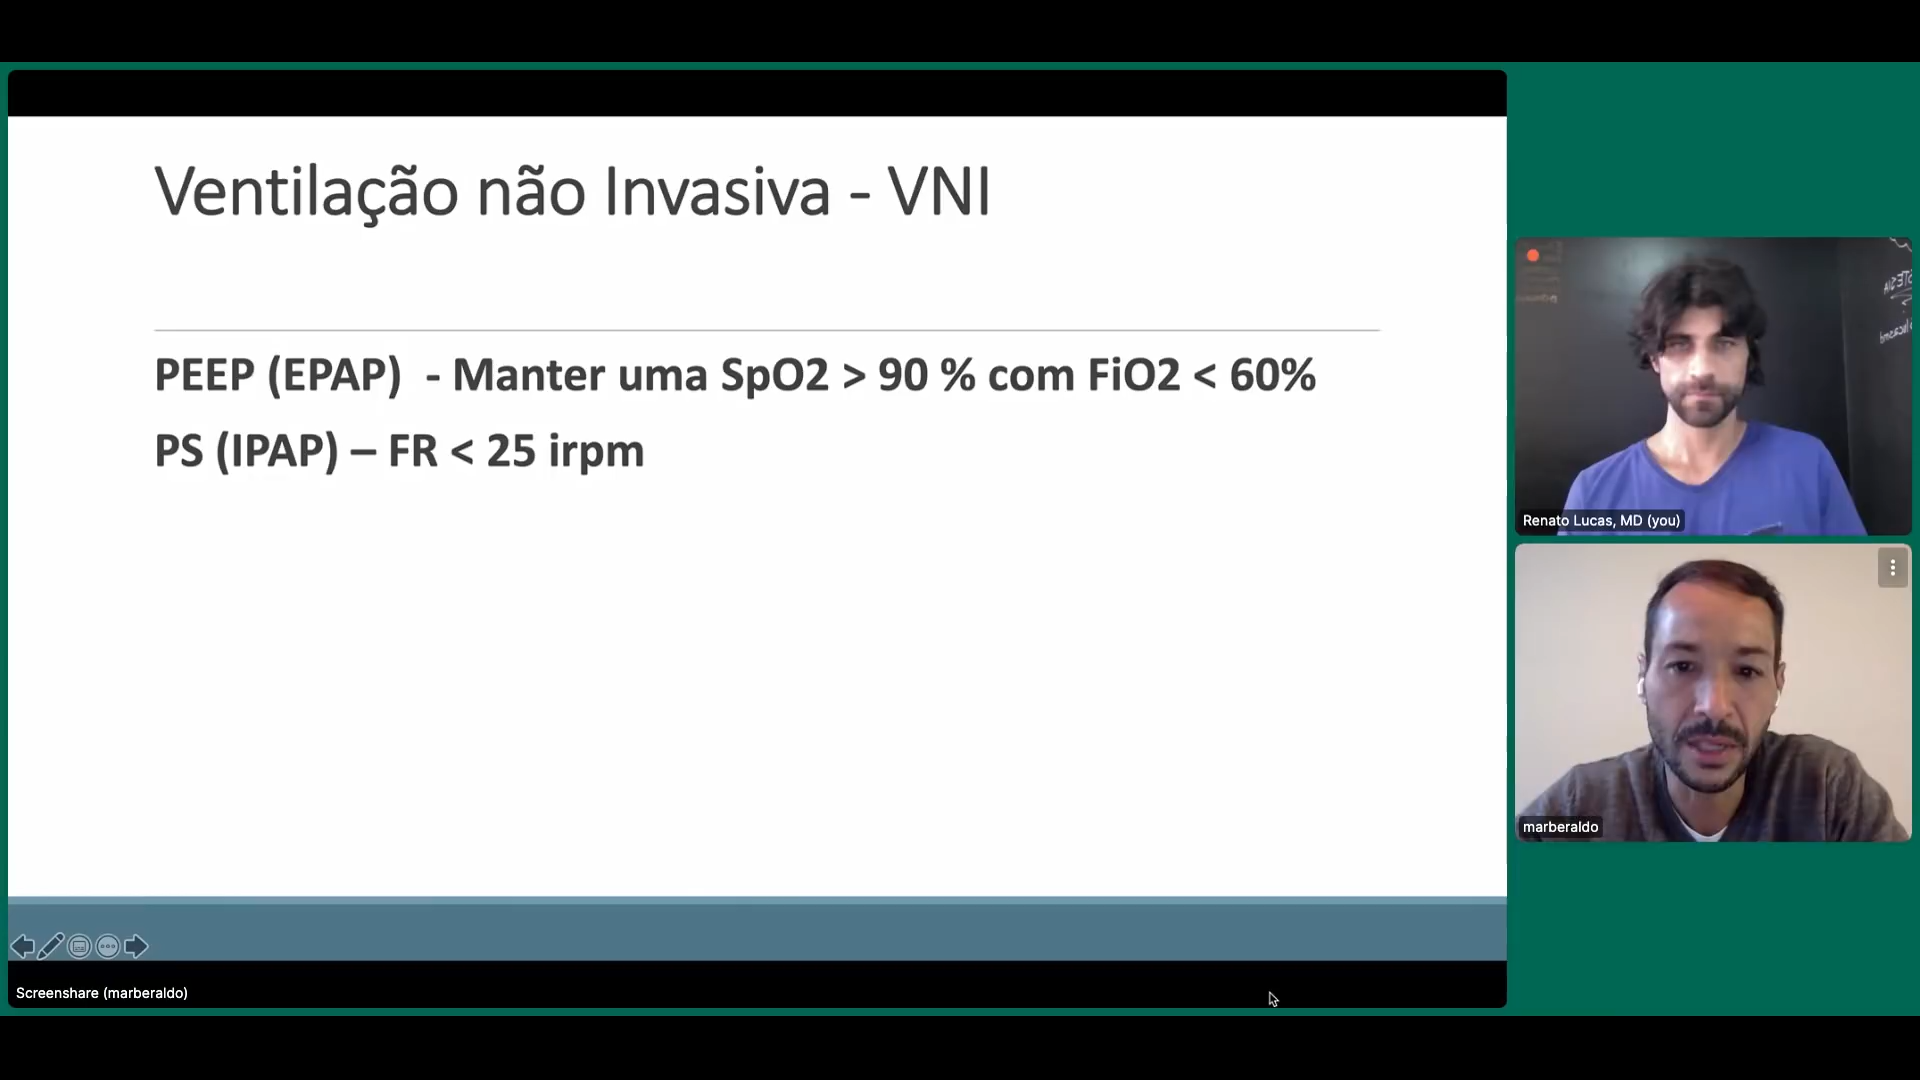 Ventilação não Invasiva - VNI
PEEP (EPAP) - Manter uma SpO2 > 90 % com FiO2 < 60%
PS (IPAP) – FR < 25 irpm
Renato Lucas, MD (you)
marberaldo
Screenshare (marberaldo)